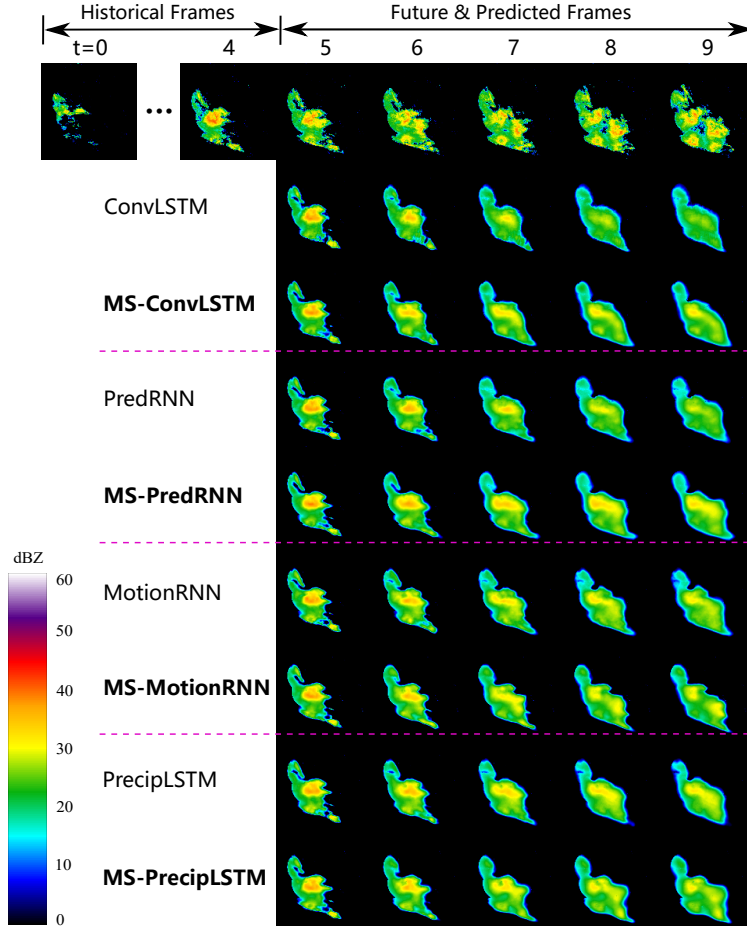 Historical Frames
Future & Predicted Frames
t=0 ••• 4 5 6 7 8 9
ConvLSTM
MS-ConvLSTM
PredRNN
MS-PredRNN
MotionRNN
MS-MotionRNN
PrecipLSTM
MS-PrecipLSTM
dBZ
60
50
40
30
20
10
0